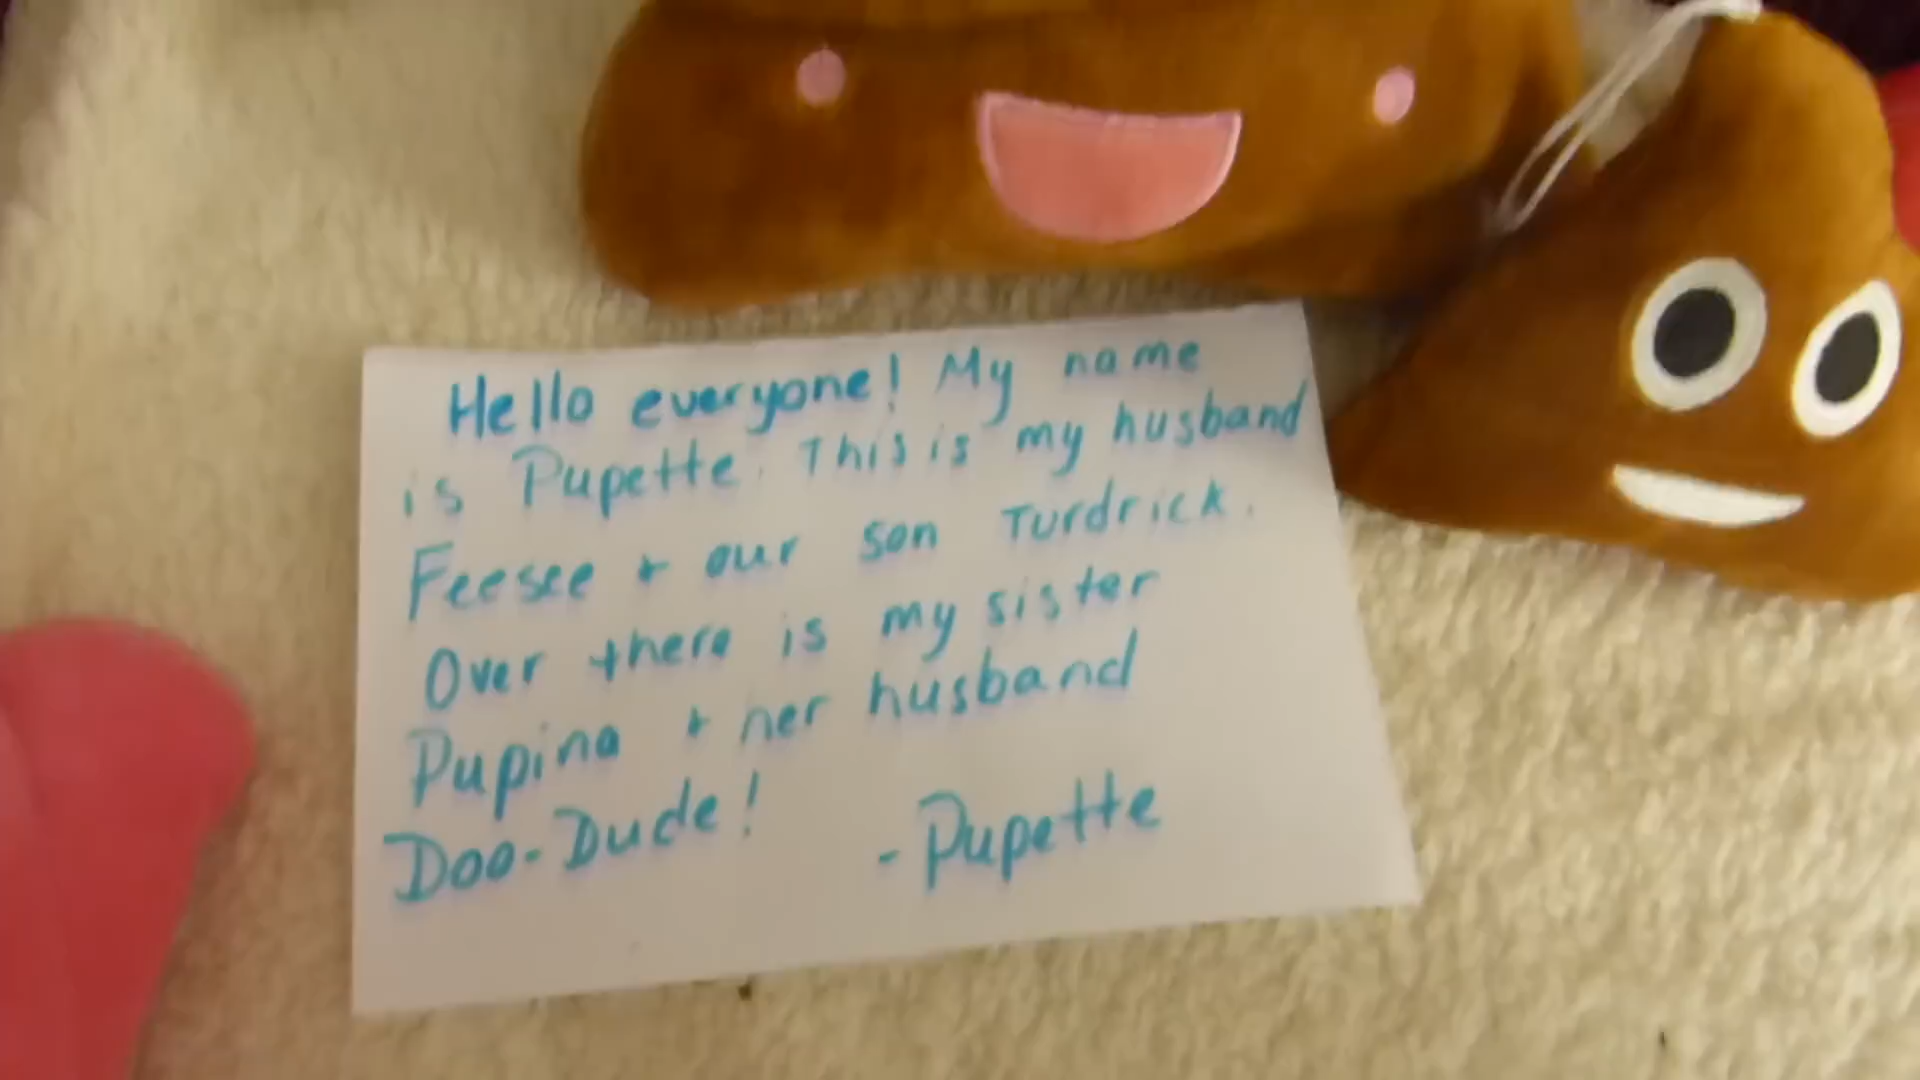 Hello everyone! My name
is Pupette. This is my husband
Feesee + our son Turdrick.
Over there is my sister
Pupina + her husband
Doo-Dude!
-Pupette